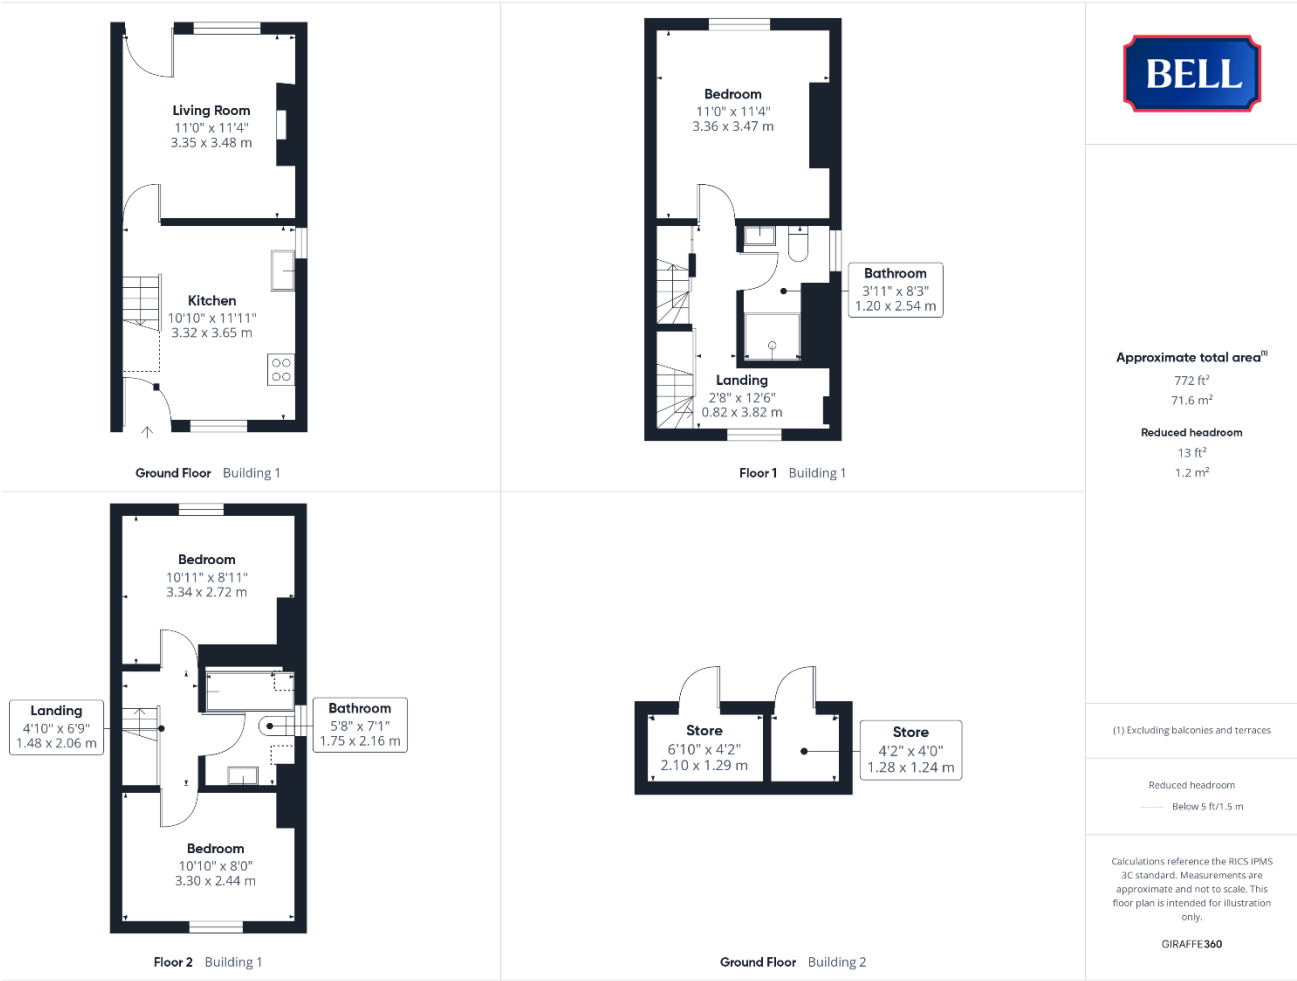 Living Room
11'0" x 11'4"
3.35 x 3.48 m
Kitchen
10'10" x 11'11"
3.32 x 3.65 m
Ground Floor Building 1
Bedroom
11'0" x 11'4"
3.36 x 3.47 m
Bathroom
3'11" x 8'3"
1.20 x 2.54 m
Landing
2'8" x 12'6"
0.82 x 3.82 m
Floor 1 Building 1
Bedroom
10'11" x 8'11"
3.34 x 2.72 m
Landing
4'10" x 6'9"
1.48 x 2.06 m
Bathroom
5'8" x 7'1"
1.75 x 2.16 m
Bedroom
10'10" x 8'0"
3.30 x 2.44 m
Floor 2 Building 1
Store
6'10" x 4'2"
2.10 x 1.29 m
Store
4'2" x 4'0"
1.28 x 1.24 m
Ground Floor Building 2
BELL
Approximate total area(1)
772 ft²
71.6 m²
Reduced headroom
13 ft²
1.2 m²
(1) Excluding balconies and terraces
Reduced headroom
Below 5 ft/1.5 m
Calculations reference the RICS IPMS
3C standard. Measurements are
approximate and not to scale. This
floor plan is intended for illustration
only.
GIRAFFE360